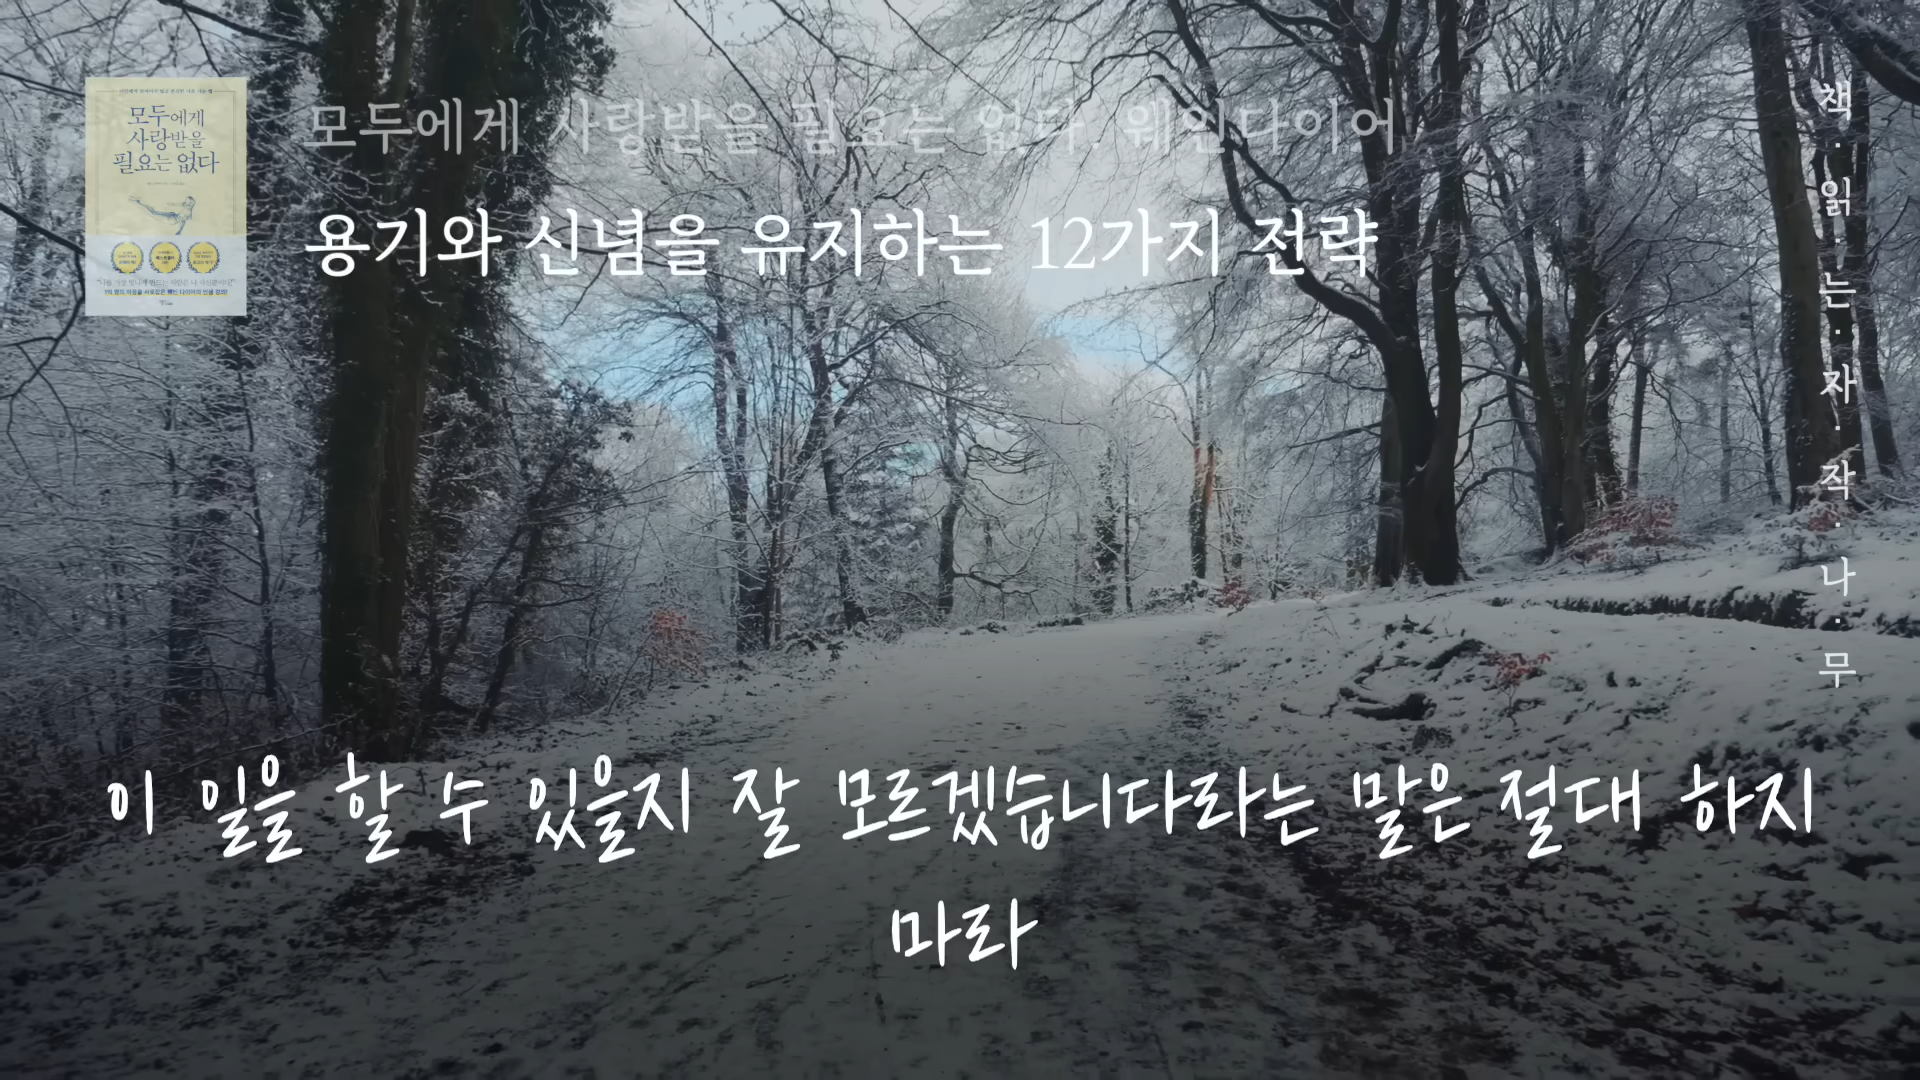 모두에게
사랑받을
필요는 없다
모두에게 사랑받을 필요는 없다. 웨인다이어
용기와 신념을 유지하는 12가지 전략
책·읽·는·자·작·나·무
이 일을 할 수 있을지 잘 모르겠습니다라는 말은 절대 하지
마라